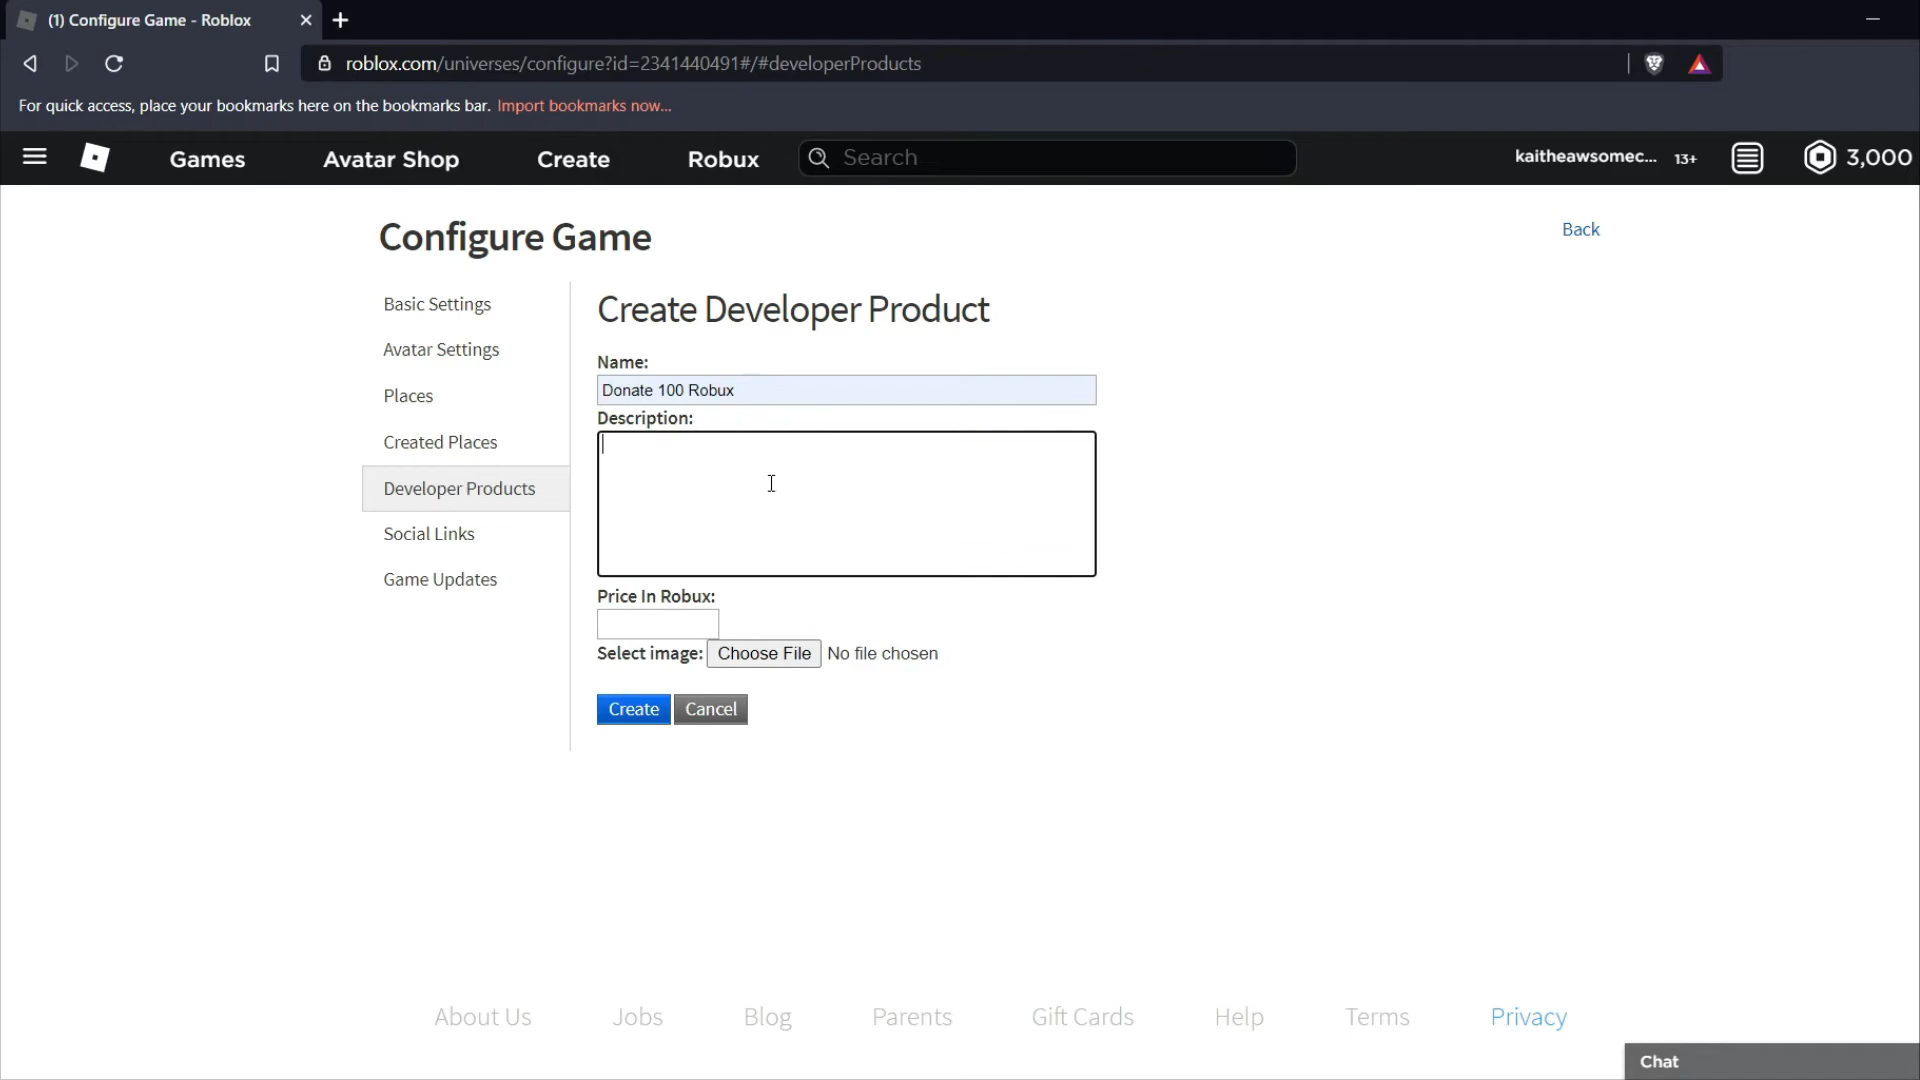 (1) Configure Game - Roblox
roblox.com/universes/configure?id=2341440491#/#developerProducts
For quick access, place your bookmarks here on the bookmarks bar. Import bookmarks now...
Games Avatar Shop Create Robux Search kaitheawsomec... 13+ 3,000
Configure Game
Back
Basic Settings
Avatar Settings
Places
Created Places
Developer Products
Social Links
Game Updates
Create Developer Product
Name:
Donate 100 Robux
Description:
Price In Robux:
Select image: Choose File No file chosen
Create Cancel
About Us Jobs Blog Parents Gift Cards Help Terms Privacy
Chat